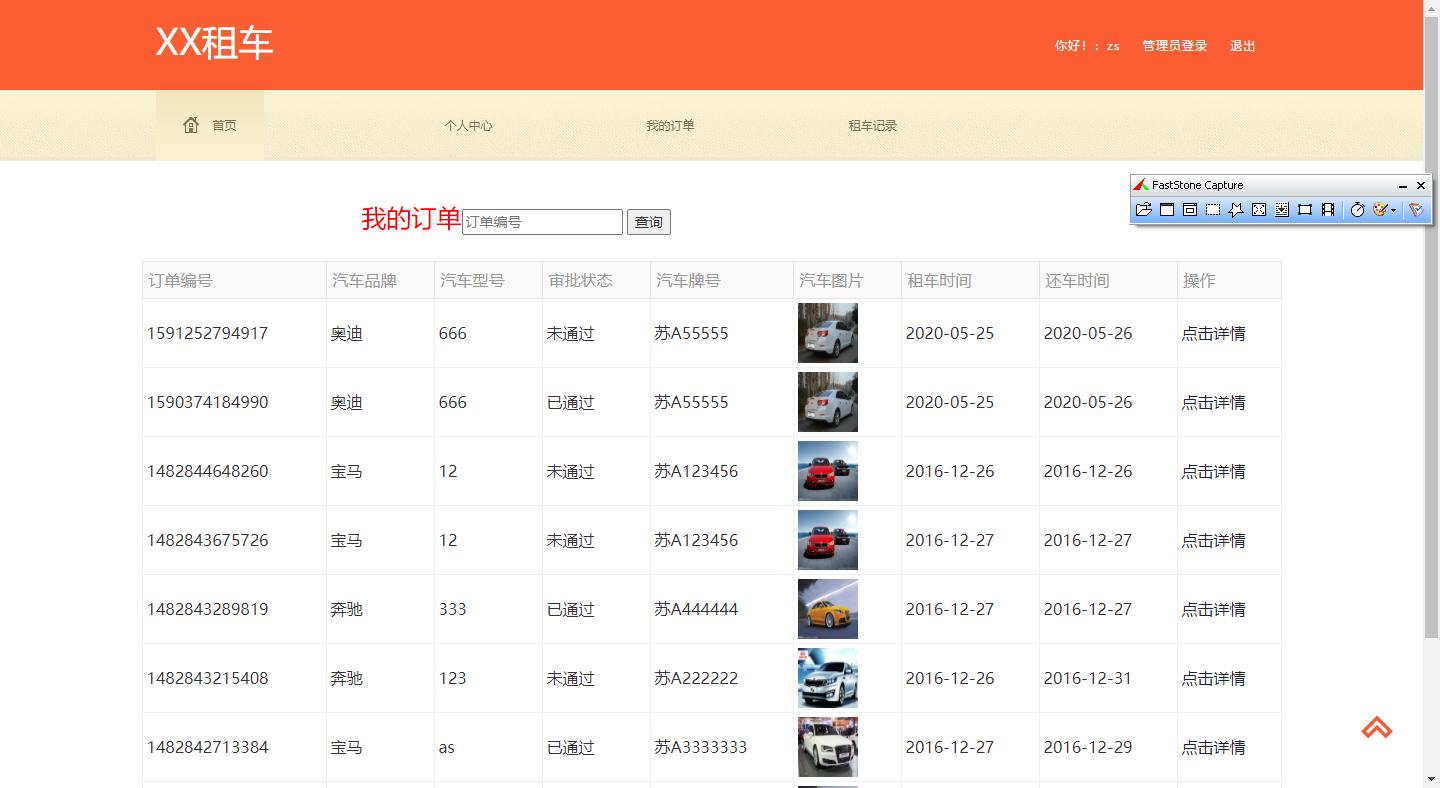 XX租车
你好！: zs 管理员登录 退出
首页 个人中心 我的订单 租车记录
FastStone Capture
我的订单 订单编号 查询
订单编号 汽车品牌 汽车型号 审批状态 汽车牌号 汽车图片 租车时间 还车时间 操作
1591252794917 奥迪 666 未通过 苏A55555 2020-05-25 2020-05-26 点击详情
1590374184990 奥迪 666 已通过 苏A55555 2020-05-25 2020-05-26 点击详情
1482844648260 宝马 12 未通过 苏A123456 2016-12-26 2016-12-26 点击详情
1482843675726 宝马 12 未通过 苏A123456 2016-12-27 2016-12-27 点击详情
1482843289819 奔驰 333 已通过 苏A444444 2016-12-27 2016-12-27 点击详情
1482843215408 奔驰 123 未通过 苏A222222 2016-12-26 2016-12-31 点击详情
1482842713384 宝马 as 已通过 苏A3333333 2016-12-27 2016-12-29 点击详情